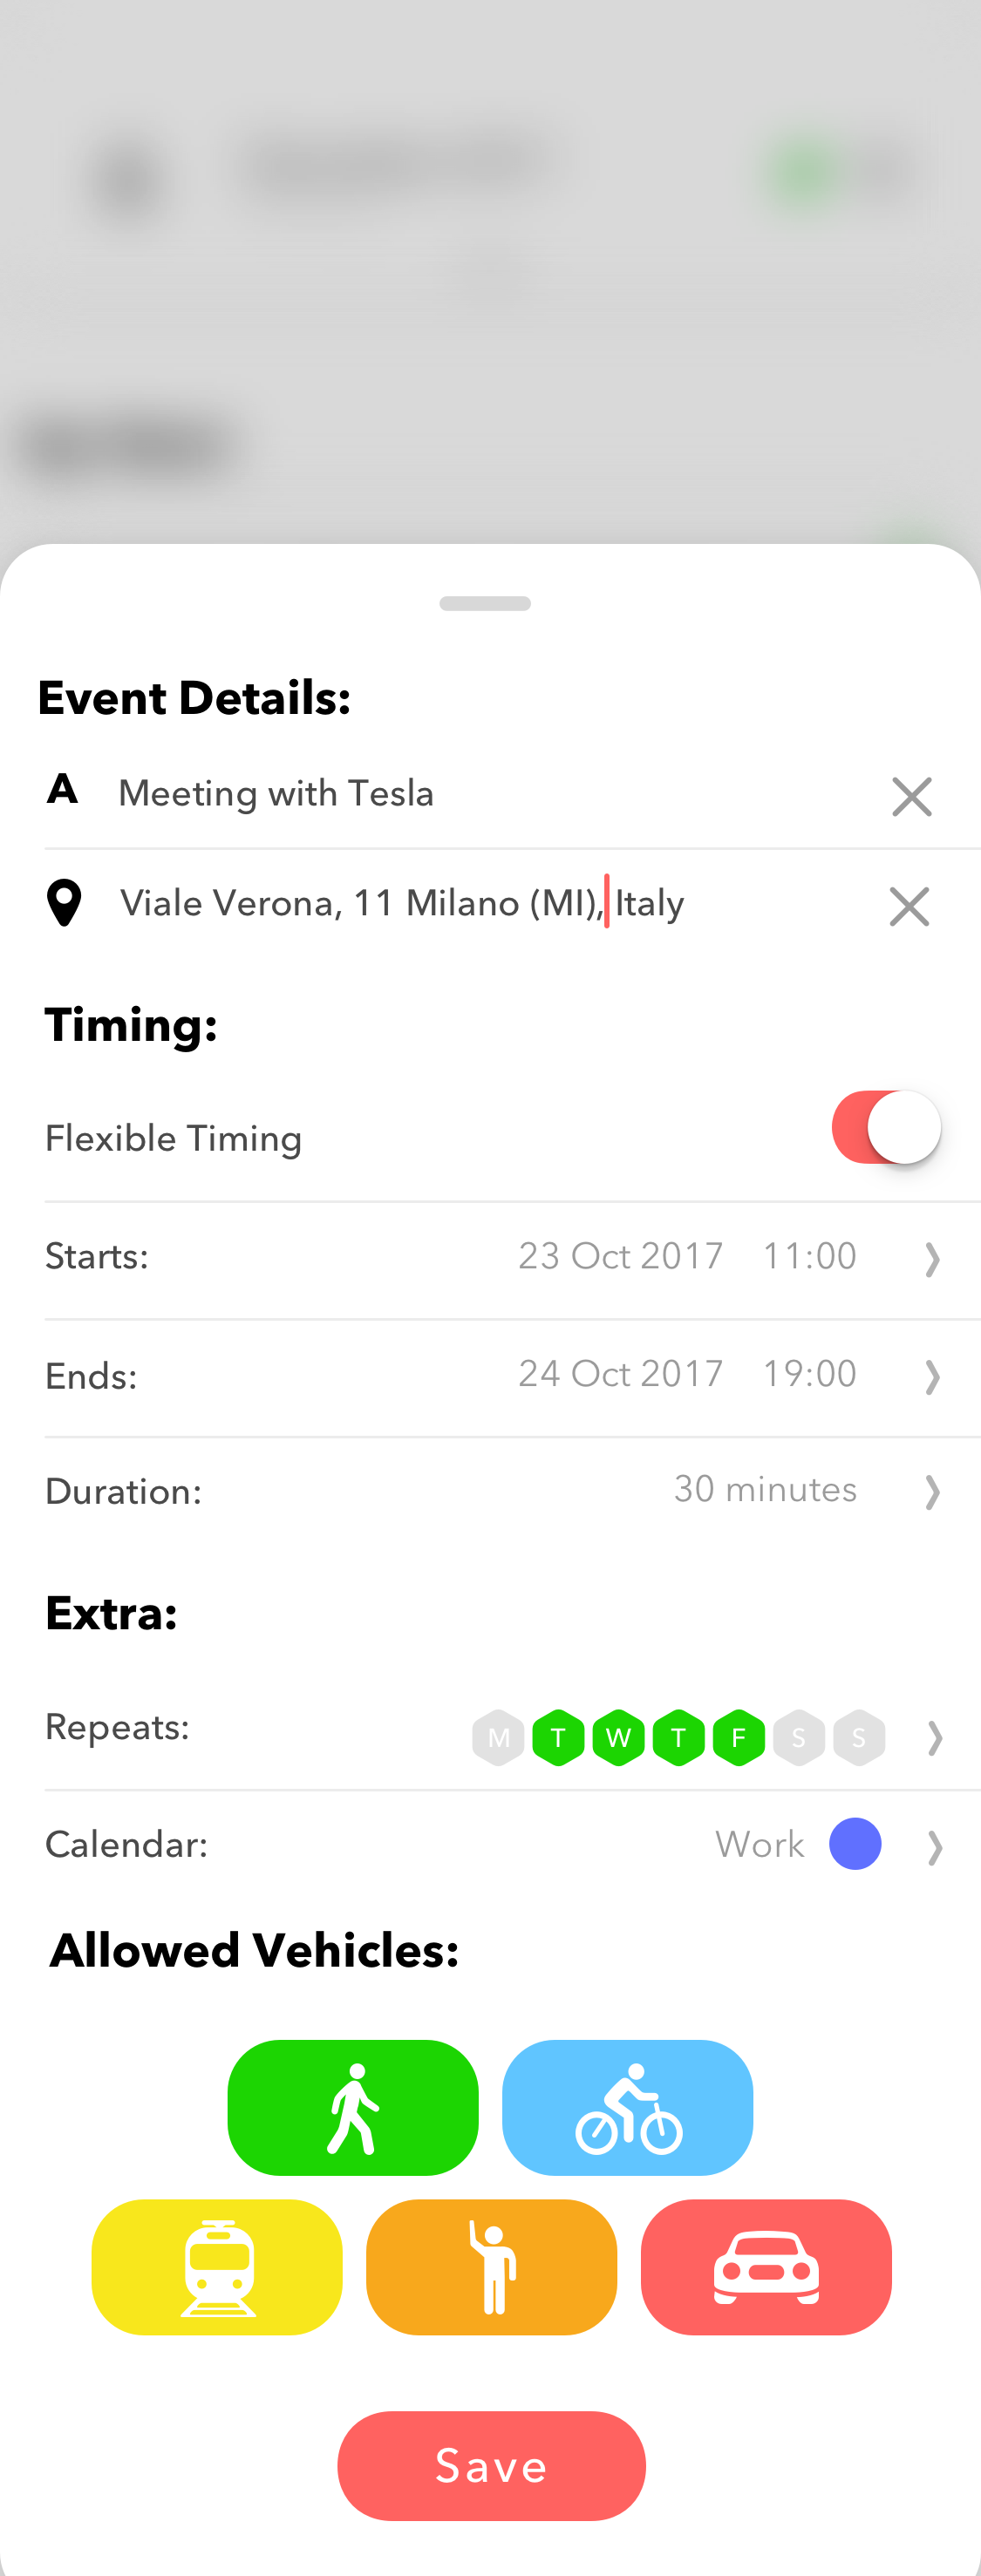 Event Details:
A Meeting with Tesla
Viale Verona, 11 Milano (MI), Italy
Timing:
Flexible Timing
Starts: 23 Oct 2017 11:00
Ends: 24 Oct 2017 19:00
Duration: 30 minutes
Extra:
Repeats: M T W T F S S
Calendar: Work
Allowed Vehicles:
Save